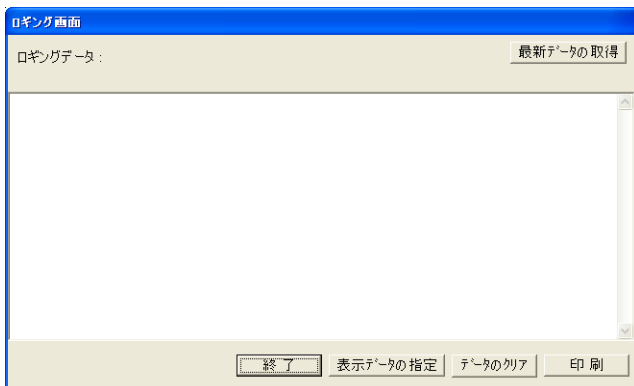 ﾛｷﾞﾝｸﾞ画面
ロギングデータ :
最新ﾃﾞｰﾀの取得
終 了
表示ﾃﾞｰﾀの指定
ﾃﾞｰﾀのｸﾘｱ
印 刷